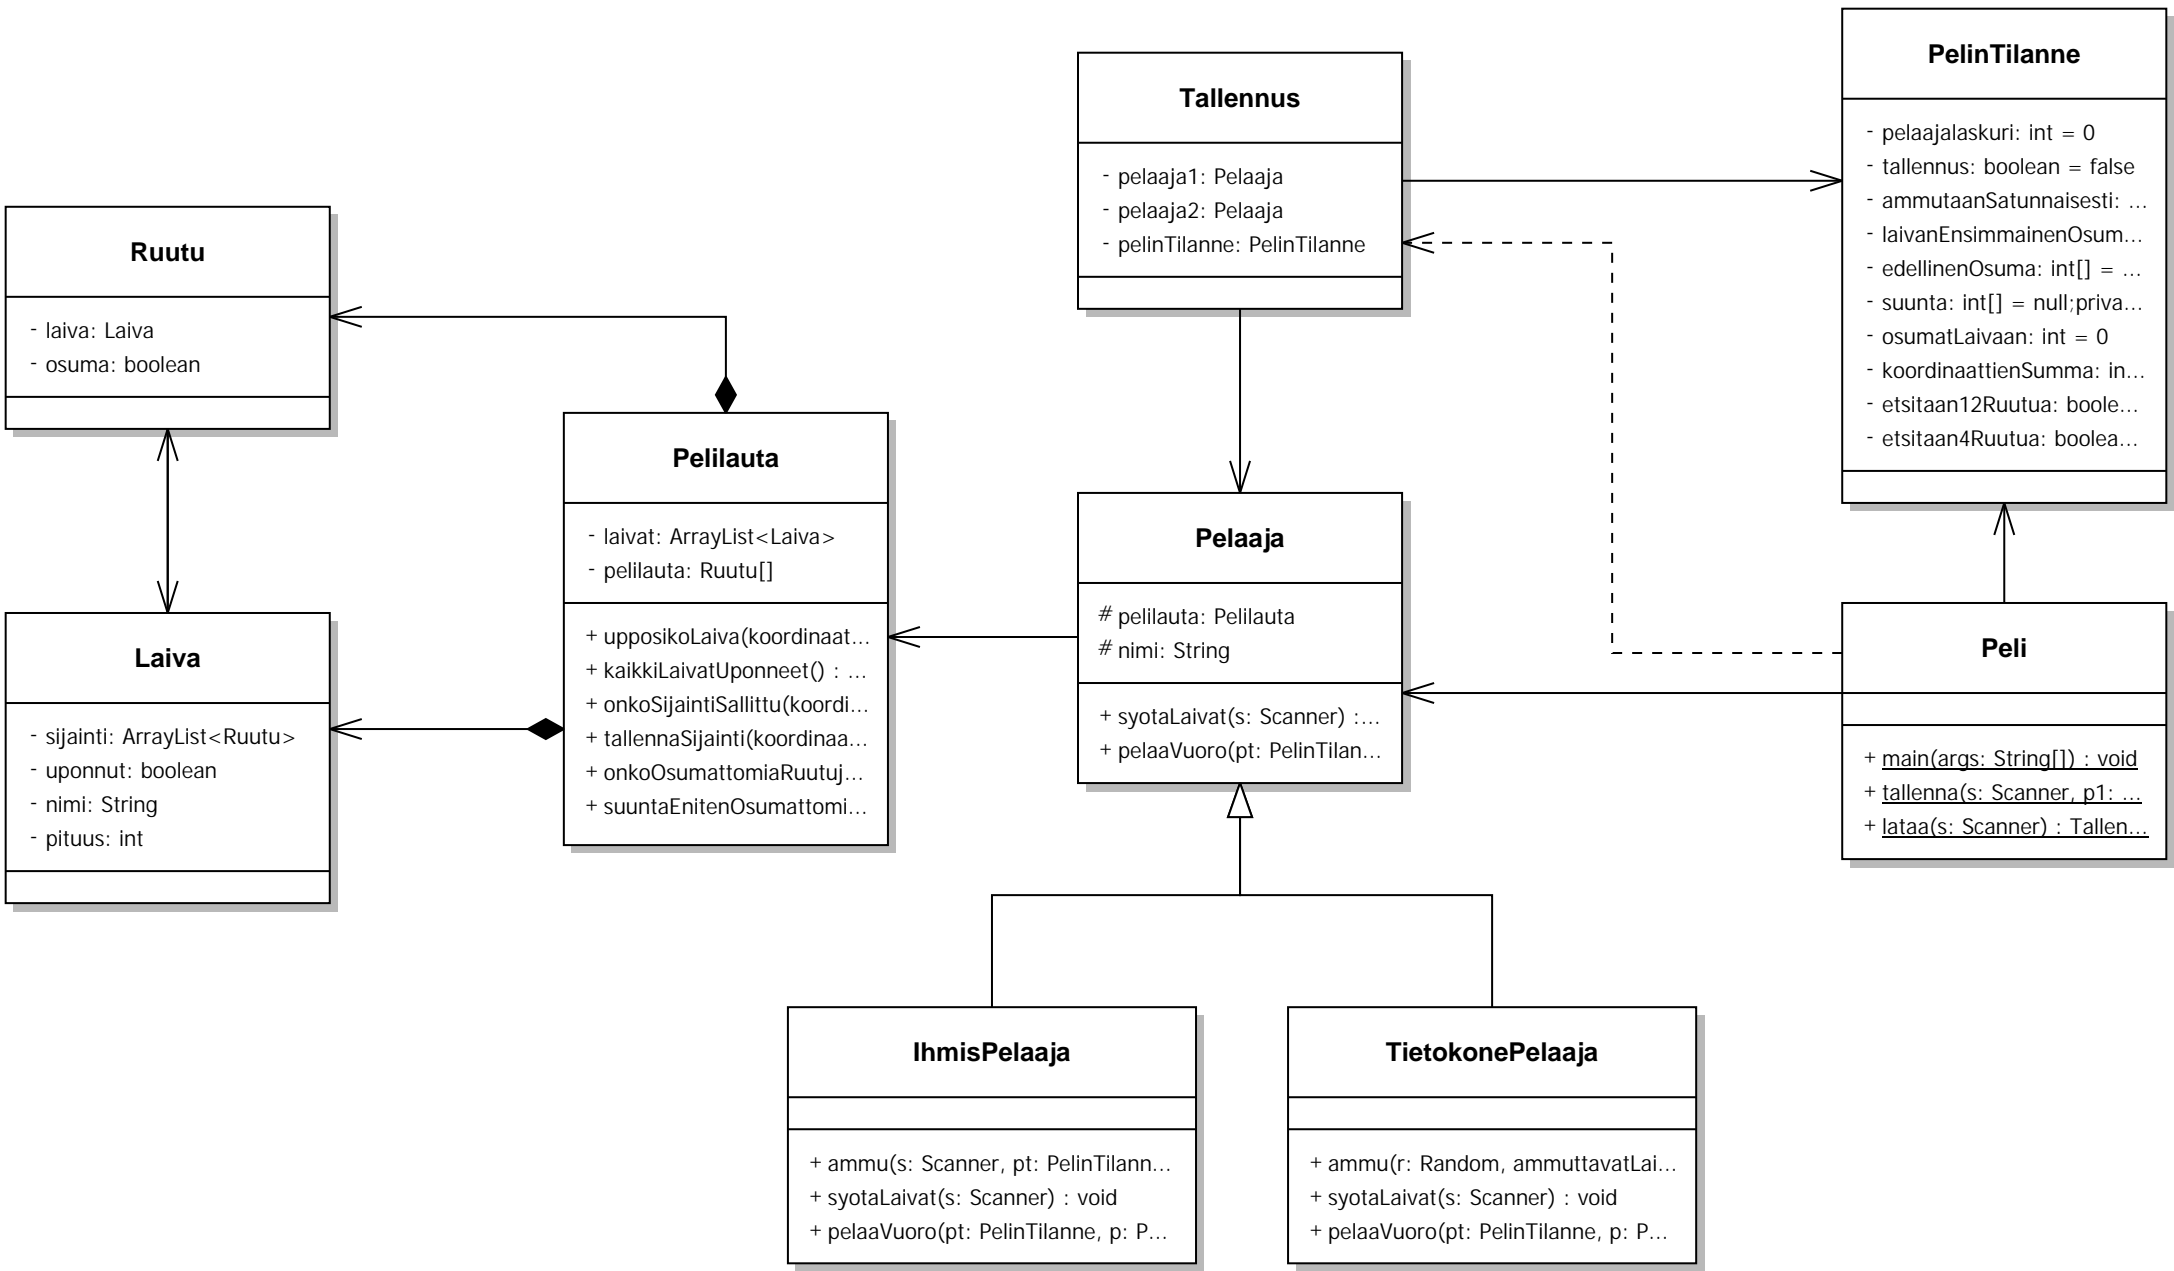 PelinTilanne
- pelaajalaskuri: int = 0
- tallennus: boolean = false
- ammutaanSatunnaisesti: ...
- laivanEnsimmainenOsum...
- edellinenOsuma: int[] = ...
- suunta: int[] = null;priva...
- osumatLaivaan: int = 0
- koordinaattienSumma: in...
- etsitaan12Ruutua: boole...
- etsitaan4Ruutua: boolea...
Tallennus
- pelaaja1: Pelaaja
- pelaaja2: Pelaaja
- pelinTilanne: PelinTilanne
Ruutu
- laiva: Laiva
- osuma: boolean
Pelilauta
- laivat: ArrayList<Laiva>
- pelilauta: Ruutu[]
+ upposikoLaiva(koordinaat...
+ kaikkiLaivatUponneet() : ...
+ onkoSijaintiSallittu(koordi...
+ tallennaSijainti(koordinaa...
+ onkoOsumattomiaRuutuj...
+ suuntaEnitenOsumattomi...
Pelaaja
# pelilauta: Pelilauta
# nimi: String
+ syotaLaivat(s: Scanner) :...
+ pelaaVuoro(pt: PelinTilan...
Laiva
- sijainti: ArrayList<Ruutu>
- uponnut: boolean
- nimi: String
- pituus: int
Peli
+ main(args: String[]) : void
+ tallenna(s: Scanner, p1: ...
+ lataa(s: Scanner) : Tallen...
IhmisPelaaja
+ ammu(s: Scanner, pt: PelinTilann...
+ syotaLaivat(s: Scanner) : void
+ pelaaVuoro(pt: PelinTilanne, p: P...
TietokonePelaaja
+ ammu(r: Random, ammuttavatLai...
+ syotaLaivat(s: Scanner) : void
+ pelaaVuoro(pt: PelinTilanne, p: P...